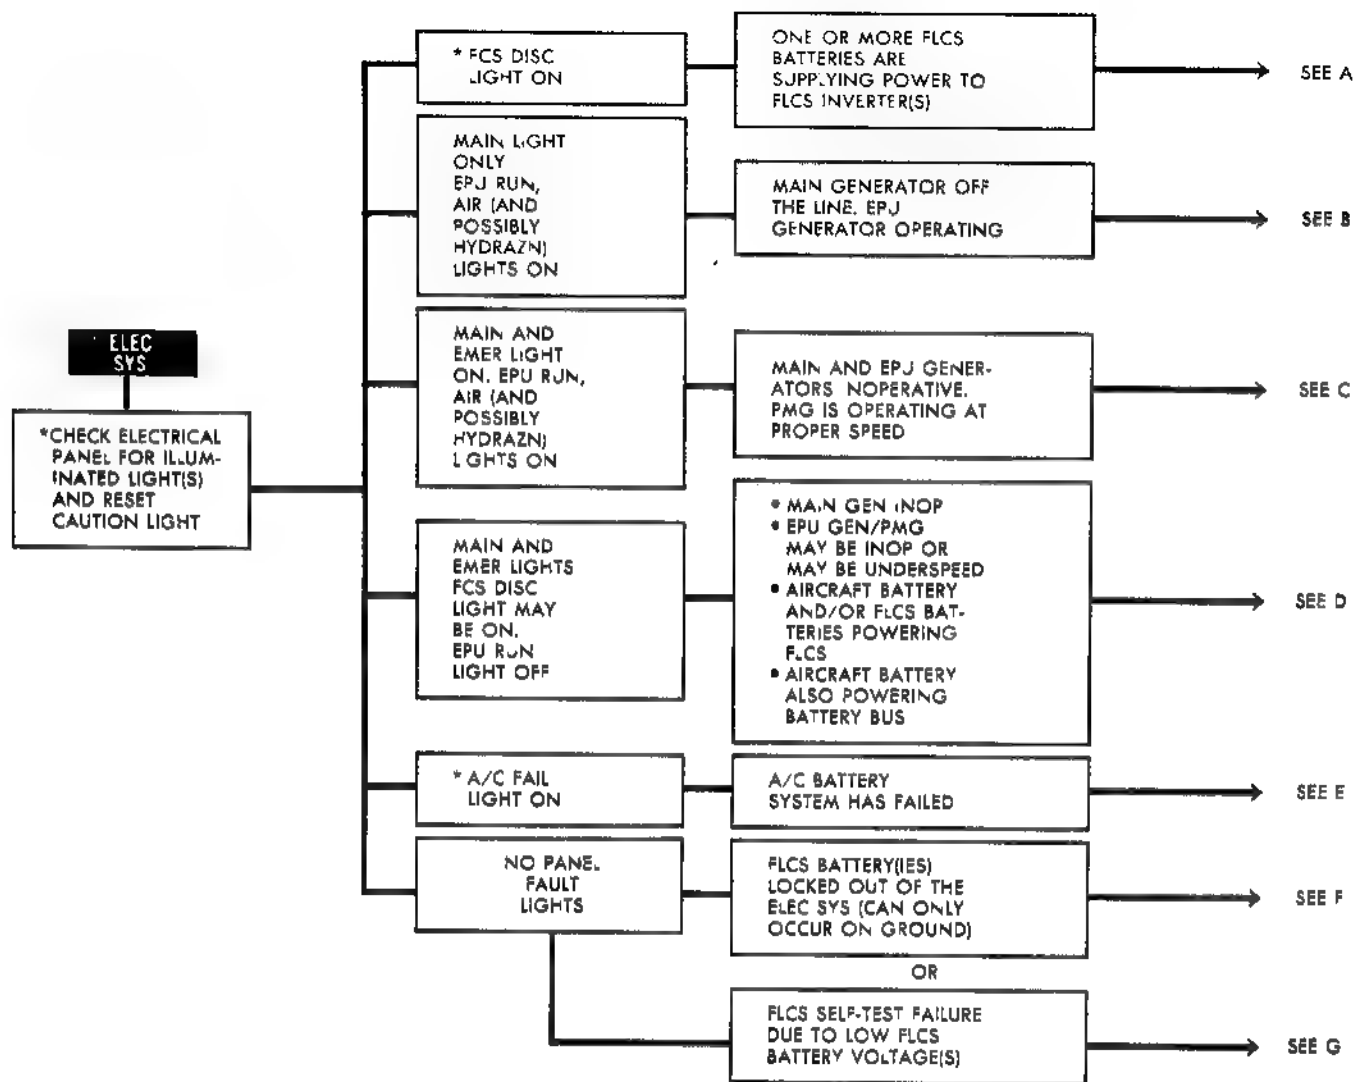 ELEC
SYS
*CHECK ELECTRICAL
PANEL FOR ILLUM-
INATED LIGHT(S)
AND RESET
CAUTION LIGHT
* FCS DISC
LIGHT ON
ONE OR MORE FLCS
BATTERIES ARE
SUPPLYING POWER TO
FLCS INVERTER(S)
SEE A
MAIN LIGHT
ONLY
EPU RUN,
AIR (AND
POSSIBLY
HYDRAZN)
LIGHTS ON
MAIN GENERATOR OFF
THE LINE. EPU
GENERATOR OPERATING
SEE B
MAIN AND
EMER LIGHT
ON. EPU RUN,
AIR (AND
POSSIBLY
HYDRAZN)
LIGHTS ON
MAIN AND EPU GENER-
ATORS INOPERATIVE.
PMG IS OPERATING AT
PROPER SPEED
SEE C
MAIN AND
EMER LIGHTS
FCS DISC
LIGHT MAY
BE ON.
EPU RUN
LIGHT OFF
• MAIN GEN INOP
• EPU GEN/PMG
MAY BE INOP OR
MAY BE UNDERSPEED
• AIRCRAFT BATTERY
AND/OR FLCS BAT-
TERIES POWERING
FLCS
• AIRCRAFT BATTERY
ALSO POWERING
BATTERY BUS
SEE D
* A/C FAIL
LIGHT ON
A/C BATTERY
SYSTEM HAS FAILED
SEE E
NO PANEL
FAULT
LIGHTS
FLCS BATTERY(IES)
LOCKED OUT OF THE
ELEC SYS (CAN ONLY
OCCUR ON GROUND)
SEE F
OR
FLCS SELF-TEST FAILURE
DUE TO LOW FLCS
BATTERY VOLTAGE(S)
SEE G